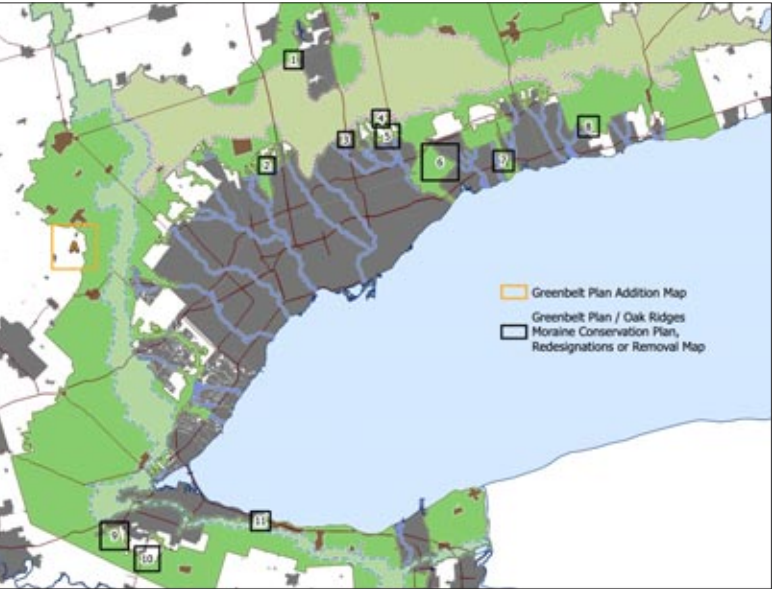 1
4
3
5
8
2
6
7
A
Greenbelt Plan Addition Map
Greenbelt Plan / Oak Ridges
Moraine Conservation Plan,
Redesignations or Removal Map
11
9
10